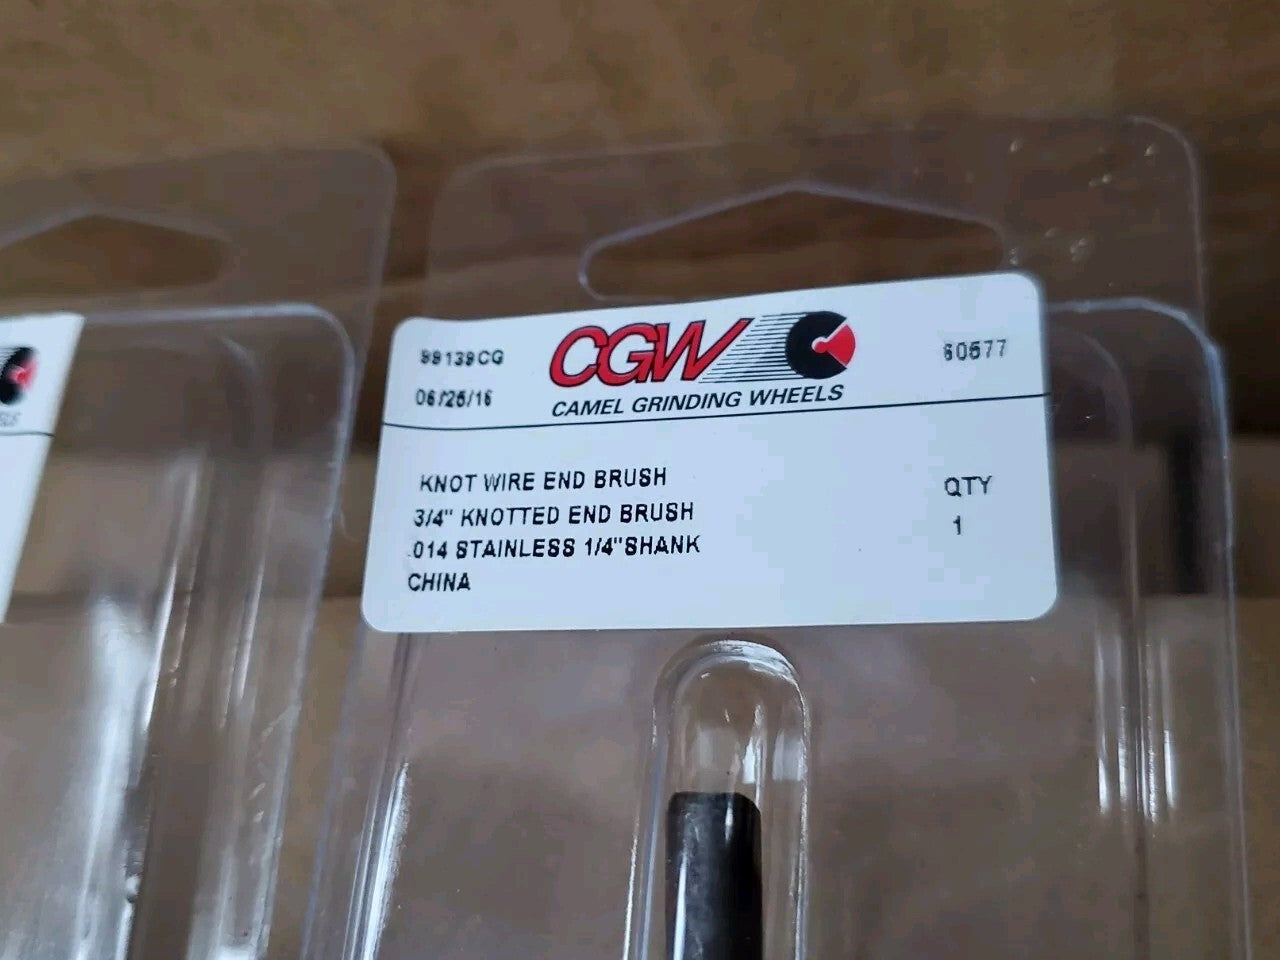 99139CG
CGW
60577
06/25/16
CAMEL GRINDING WHEELS
KNOT WIRE END BRUSH
QTY
3/4" KNOTTED END BRUSH
1
.014 STAINLESS 1/4"SHANK
CHINA